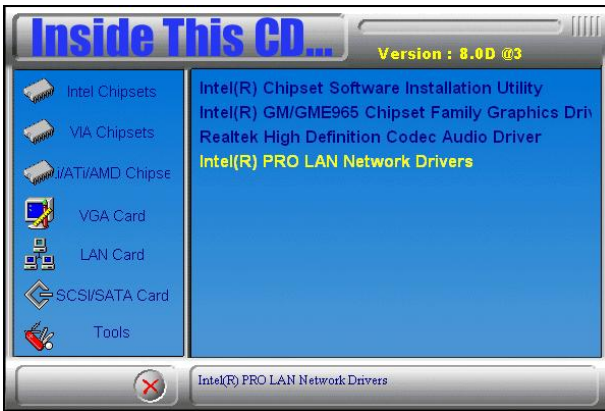 Inside This CD...
Version : 8.0D @3
Intel Chipsets
VIA Chipsets
i/ATi/AMD Chipse
VGA Card
LAN Card
SCSI/SATA Card
Tools
Intel(R) Chipset Software Installation Utility
Intel(R) GM/GME965 Chipset Family Graphics Driv
Realtek High Definition Codec Audio Driver
Intel(R) PRO LAN Network Drivers
Intel(R) PRO LAN Network Drivers